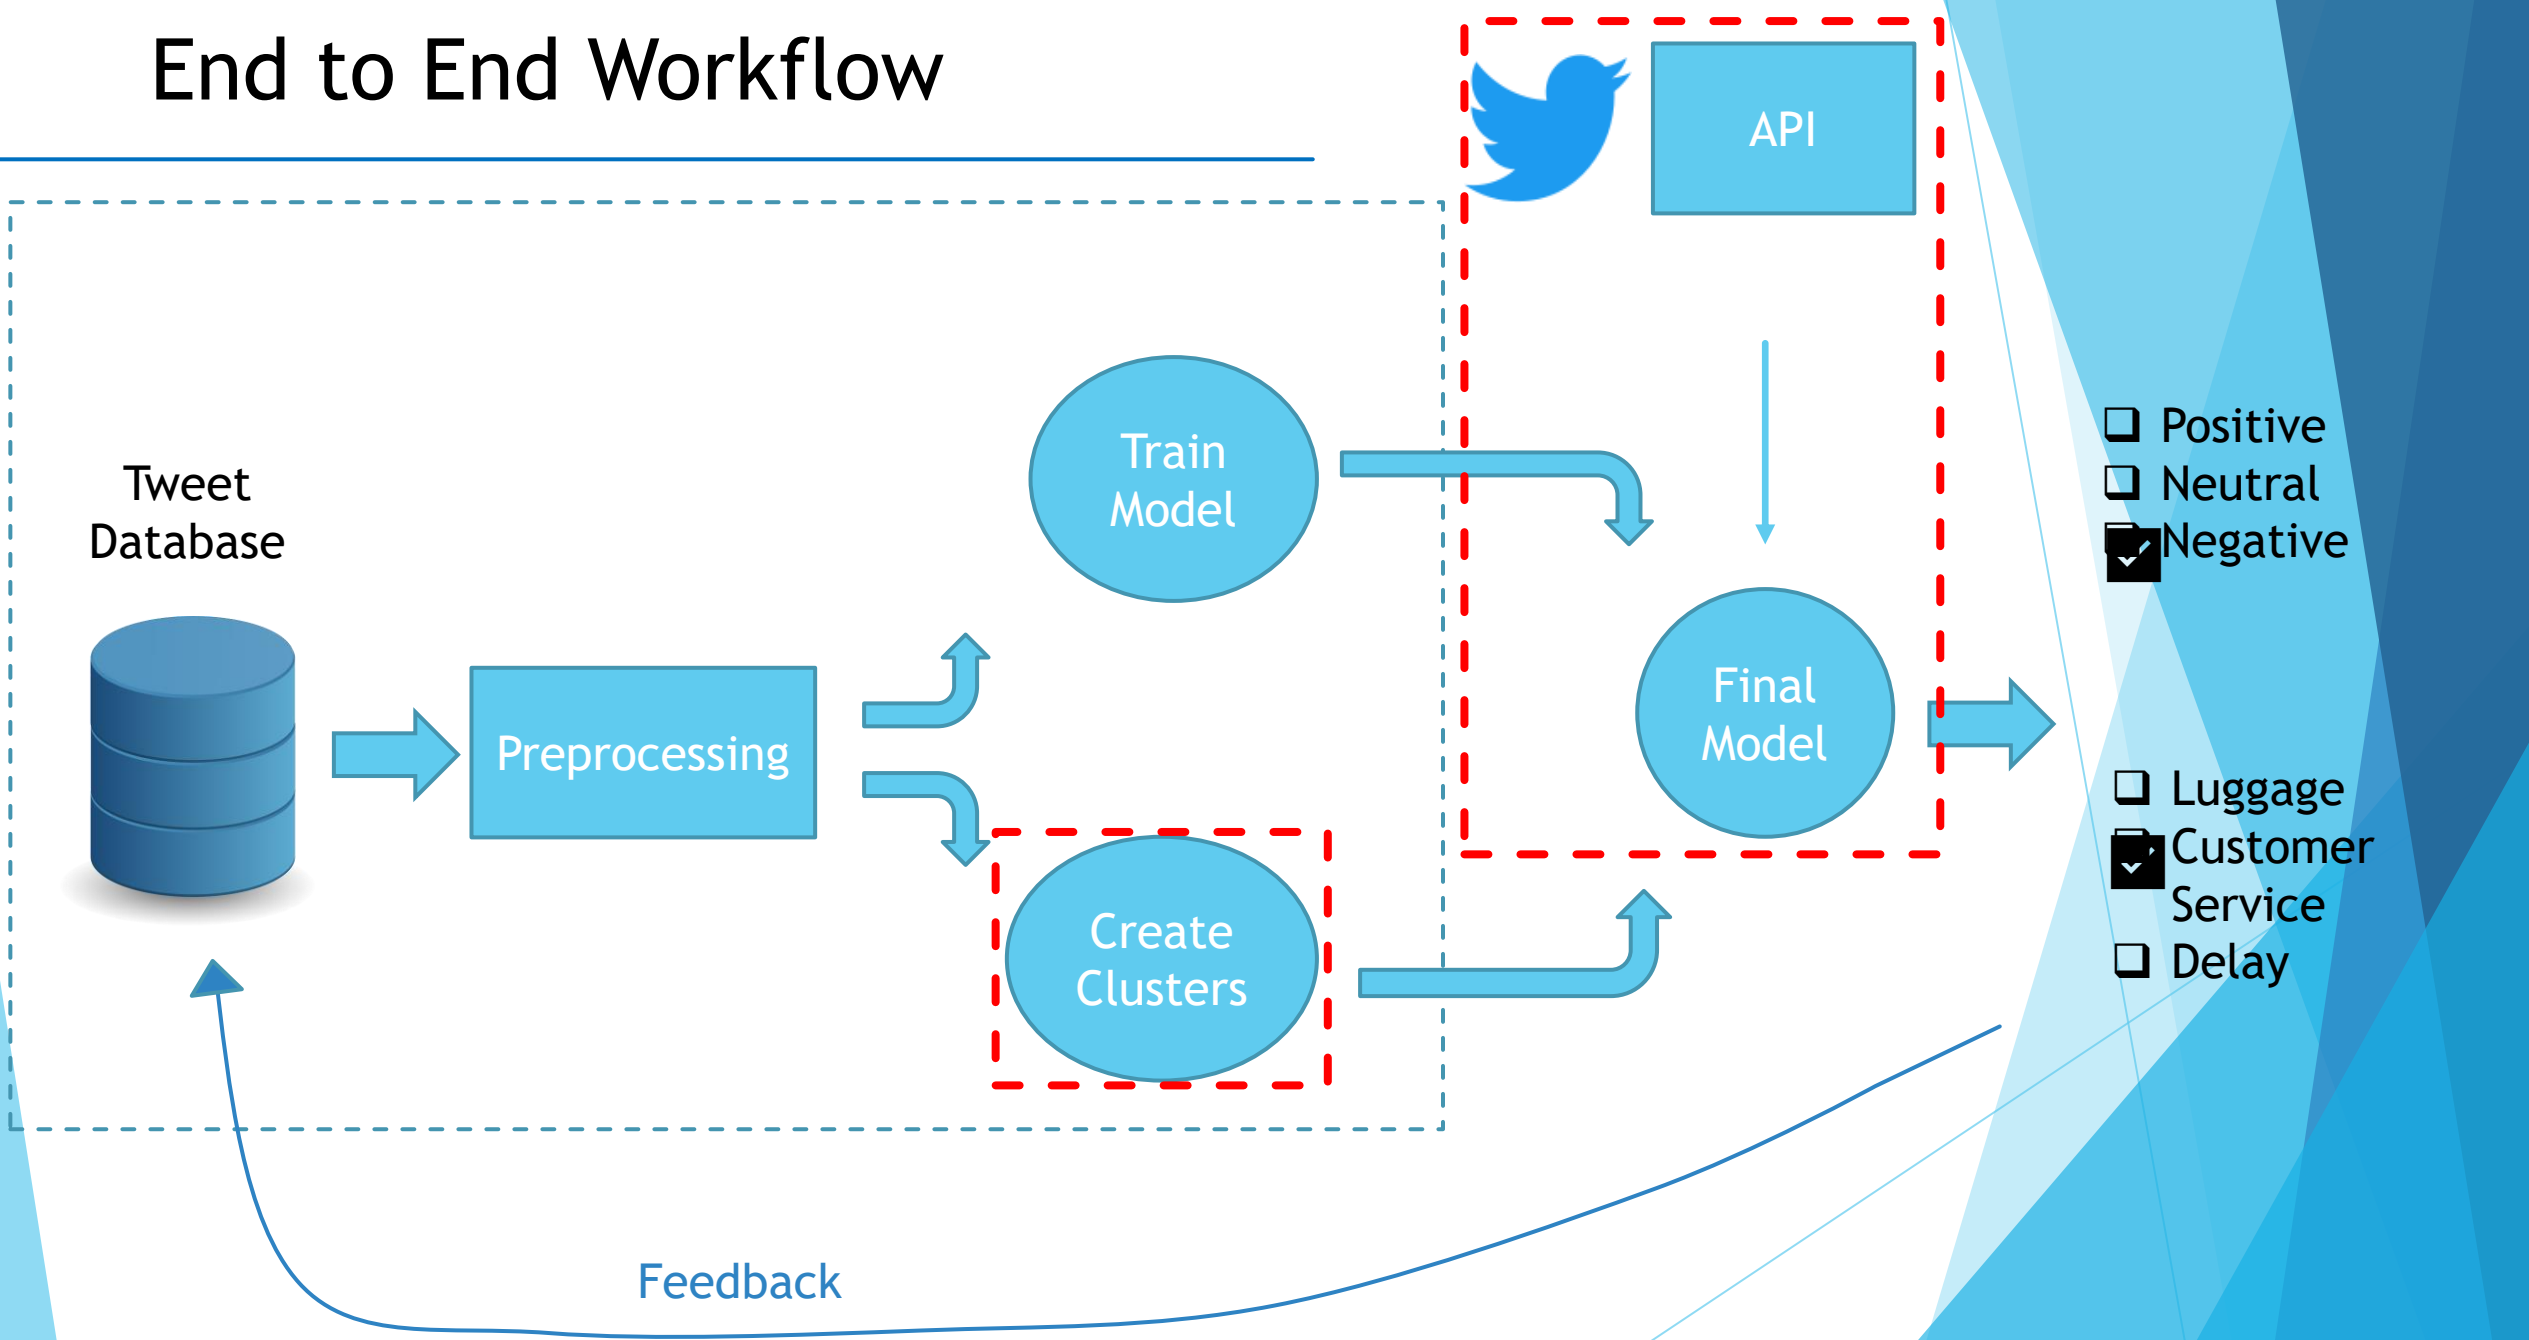 End to End Workflow
API
Tweet
Database
Preprocessing
Train
Model
Create
Clusters
Final
Model
Positive
Neutral
Negative
Luggage
Customer
Service
Delay
Feedback